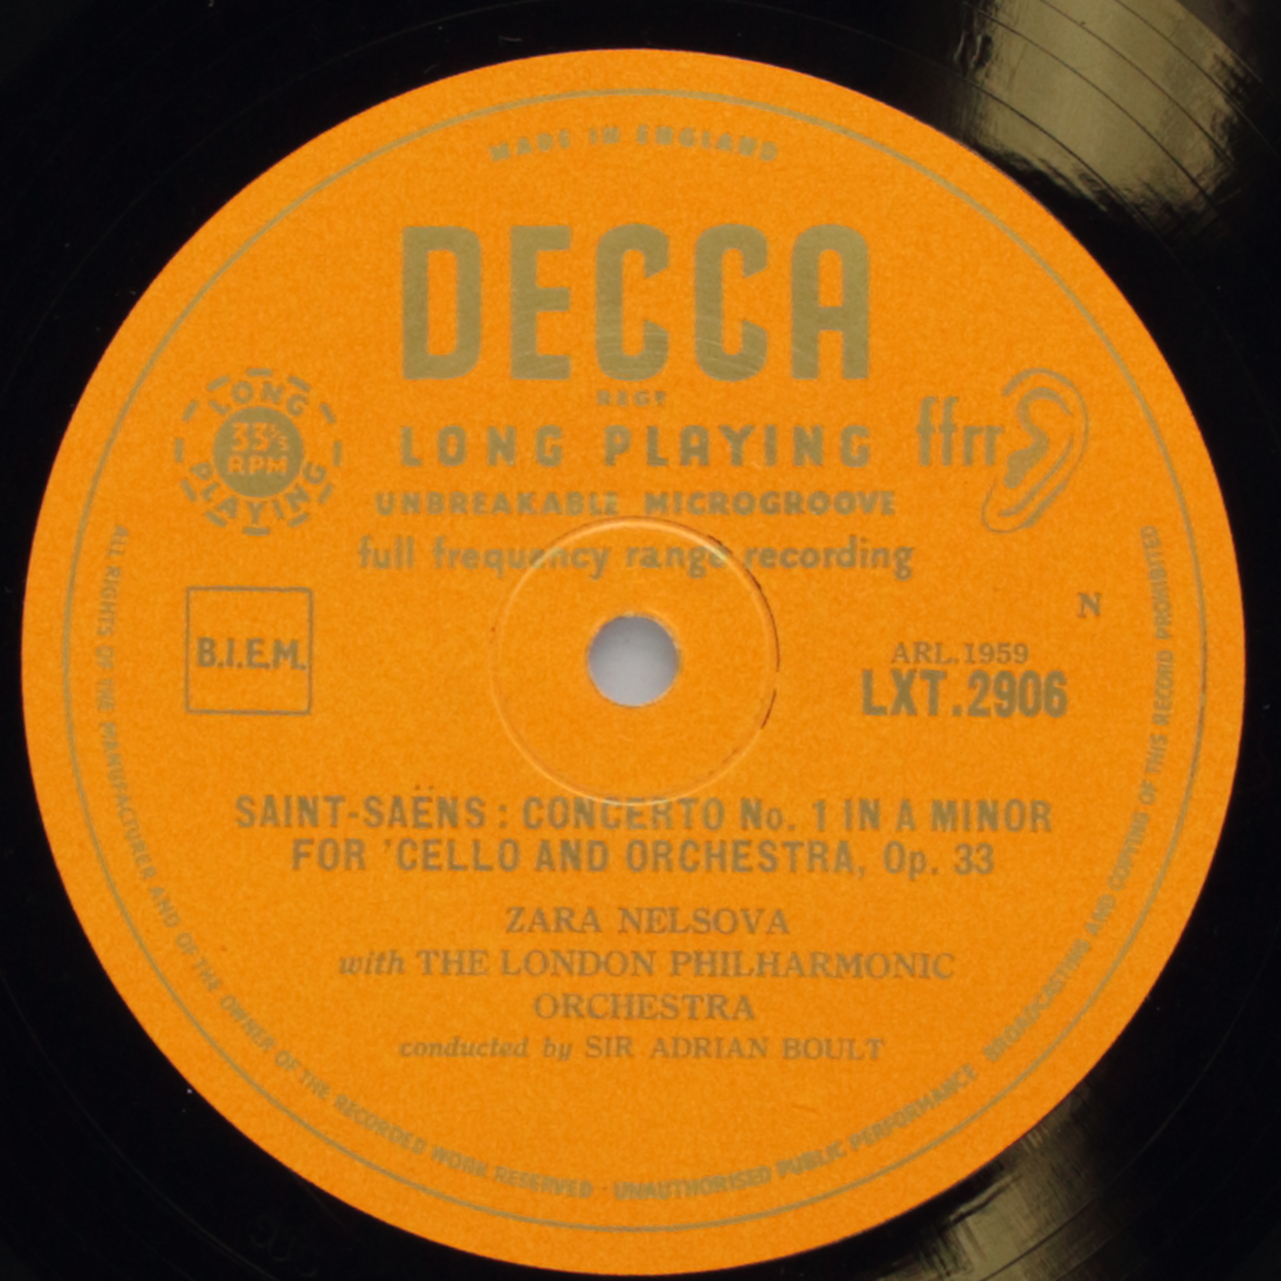 MADE IN ENGLAND
DECCA
REGD
LONG PLAYING
33⅓
RPM
LONG PLAYING
ffrr
UNBREAKABLE MICROGROOVE
full frequency range recording
B.I.E.M.
N
ARL.1959
LXT.2906
SAINT-SAËNS : CONCERTO No. 1 IN A MINOR
FOR 'CELLO AND ORCHESTRA, Op. 33
ZARA NELSOVA
with THE LONDON PHILHARMONIC
ORCHESTRA
conducted by SIR ADRIAN BOULT
ALL RIGHTS OF THE MANUFACTURER AND OF THE OWNER OF THE RECORDED WORK RESERVED · UNAUTHORISED PUBLIC PERFORMANCE BROADCASTING AND COPYING OF THIS RECORD PROHIBITED